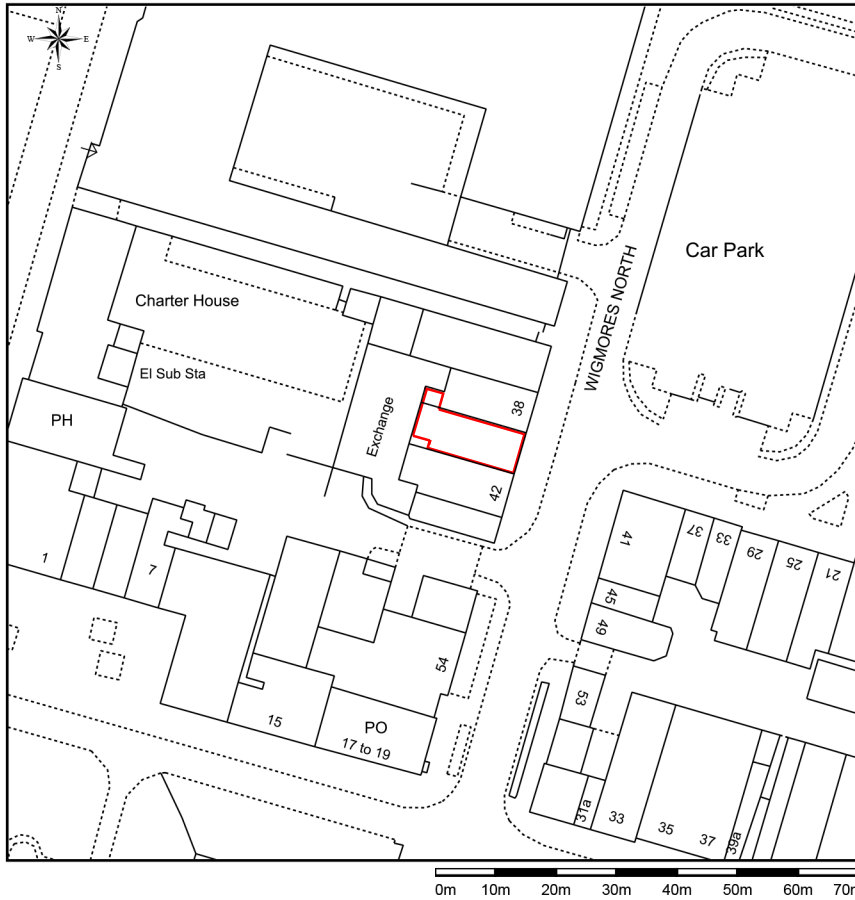 N
W E
S
Car Park
WIGMORES NORTH
Charter House
El Sub Sta
PH
Exchange
38
42
1
7
15
PO
17 to 19
54
41
37
33
29
25
21
45
49
53
31a
33
35
37
39a
0m 10m 20m 30m 40m 50m 60m